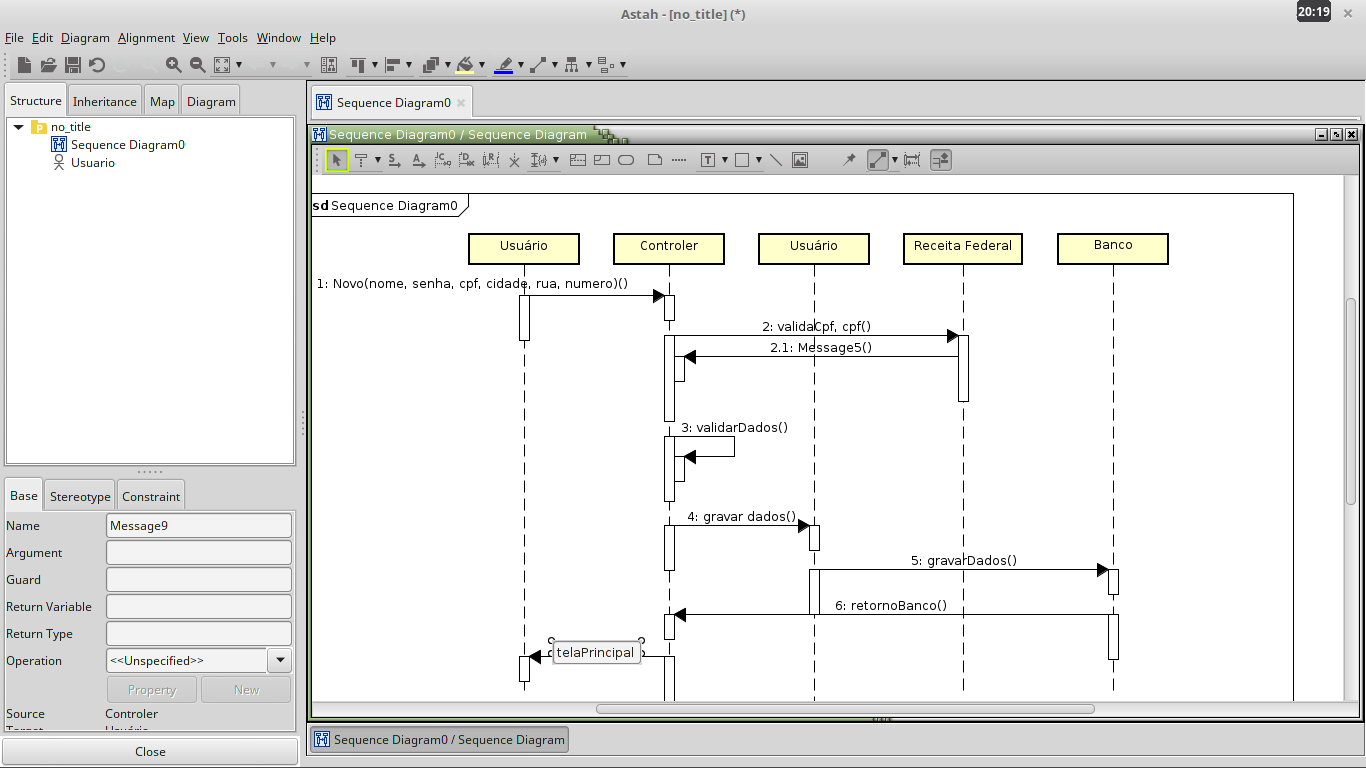 Astah - [no_title] (*)
20:19
File Edit Diagram Alignment View Tools Window Help
Structure Inheritance Map Diagram
no_title
Sequence Diagram0
Usuario
Base Stereotype Constraint
Name Message9
Argument
Guard
Return Variable
Return Type
Operation <<Unspecified>>
Property New
Source Controler
Close
Sequence Diagram0
Sequence Diagram0 / Sequence Diagram
sd Sequence Diagram0
Usuário Controler Usuário Receita Federal Banco
1: Novo(nome, senha, cpf, cidade, rua, numero)()
2: validaCpf, cpf()
2.1: Message5()
3: validarDados()
4: gravar dados()
5: gravarDados()
6: retornoBanco()
telaPrincipal
Sequence Diagram0 / Sequence Diagram